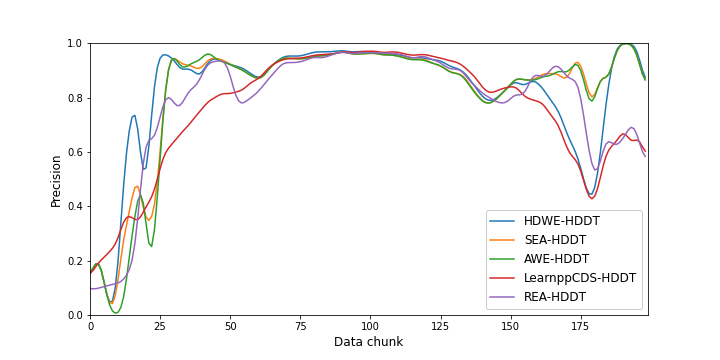 1.0
0.8
0.6
0.4
0.2
0.0
Precision
0 25 50 75 100 125 150 175
Data chunk
HDWE-HDDT
SEA-HDDT
AWE-HDDT
LearnppCDS-HDDT
REA-HDDT